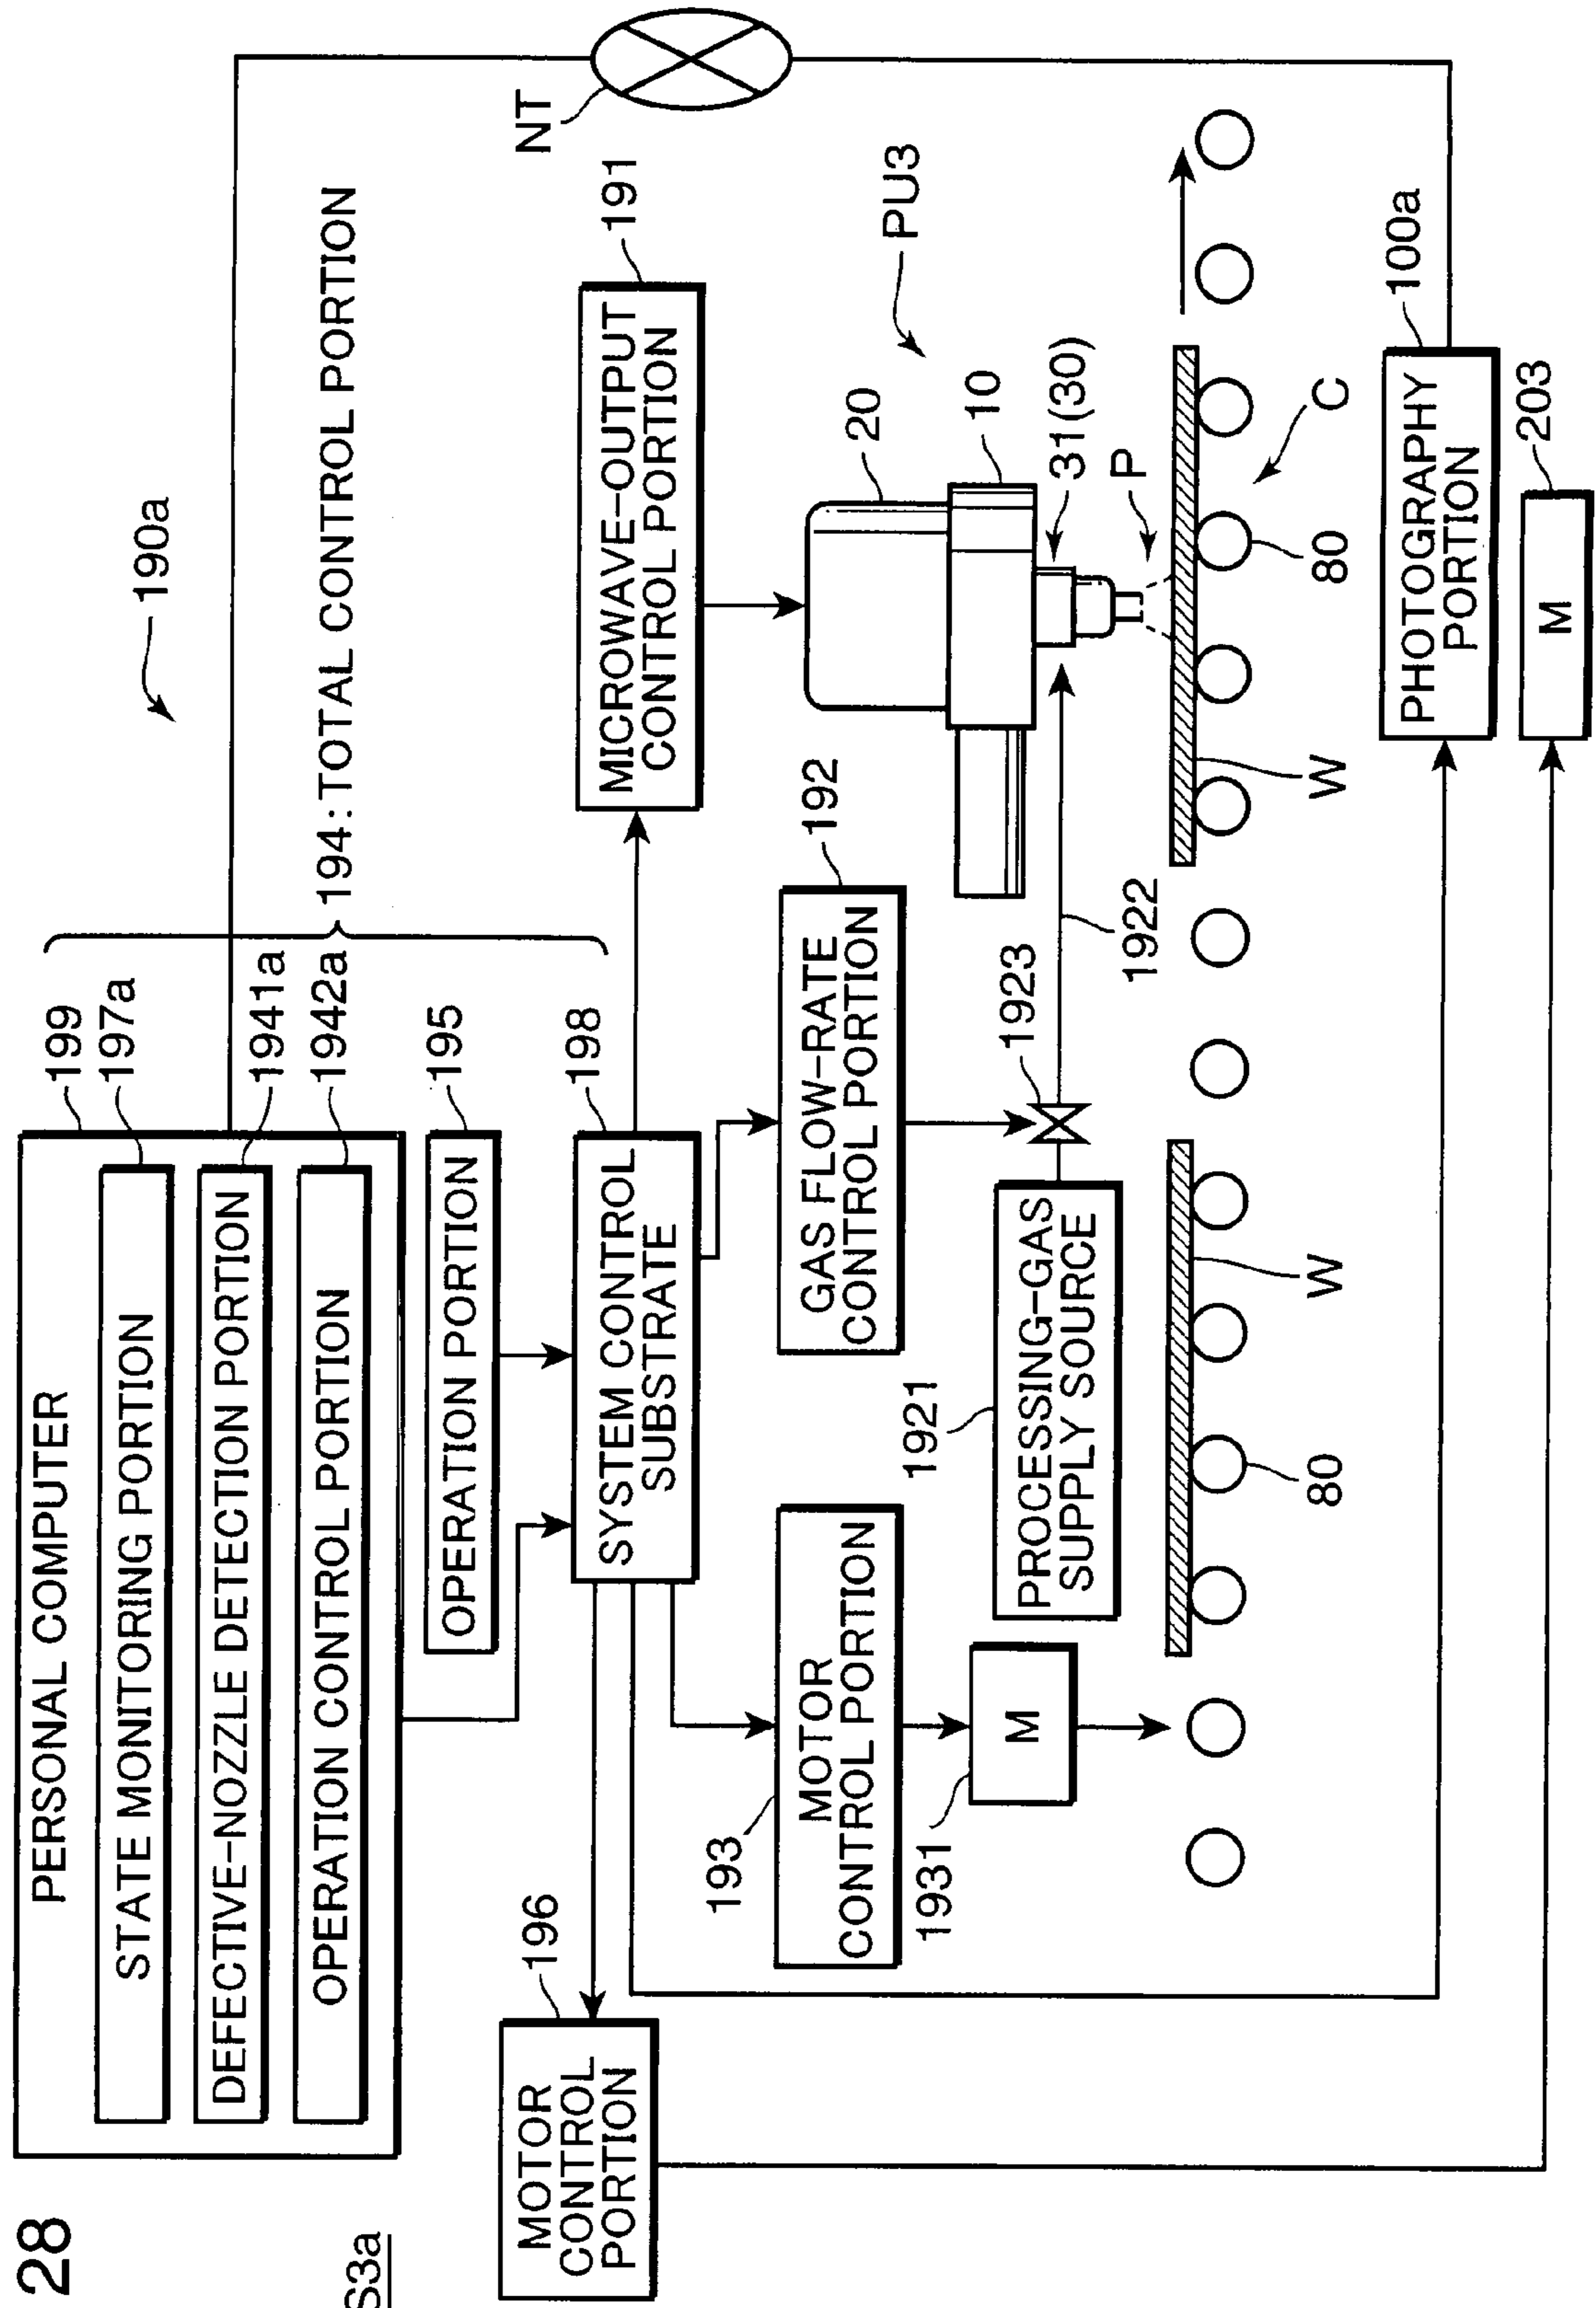 28
S3a
190a
PERSONAL COMPUTER
199
STATE MONITORING PORTION
197a
DEFECTIVE-NOZZLE DETECTION PORTION
1941a
OPERATION CONTROL PORTION
1942a
194:TOTAL CONTROL PORTION
OPERATION PORTION
195
NT
MOTOR
CONTROL
PORTION
196
SYSTEM CONTROL
SUBSTRATE
198
MICROWAVE-OUTPUT
CONTROL PORTION
191
MOTOR
CONTROL PORTION
193
GAS FLOW-RATE
CONTROL PORTION
192
20
PU3
10
M
1931
PROCESSING-GAS
SUPPLY SOURCE
1921
1923
1922
31(30)
P
80
W
W
80
C
PHOTOGRAPHY
PORTION
100a
M
203